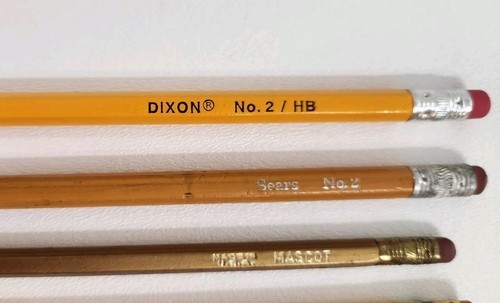 DIXON® No. 2 / HB
Sears No. 2
MASCOT